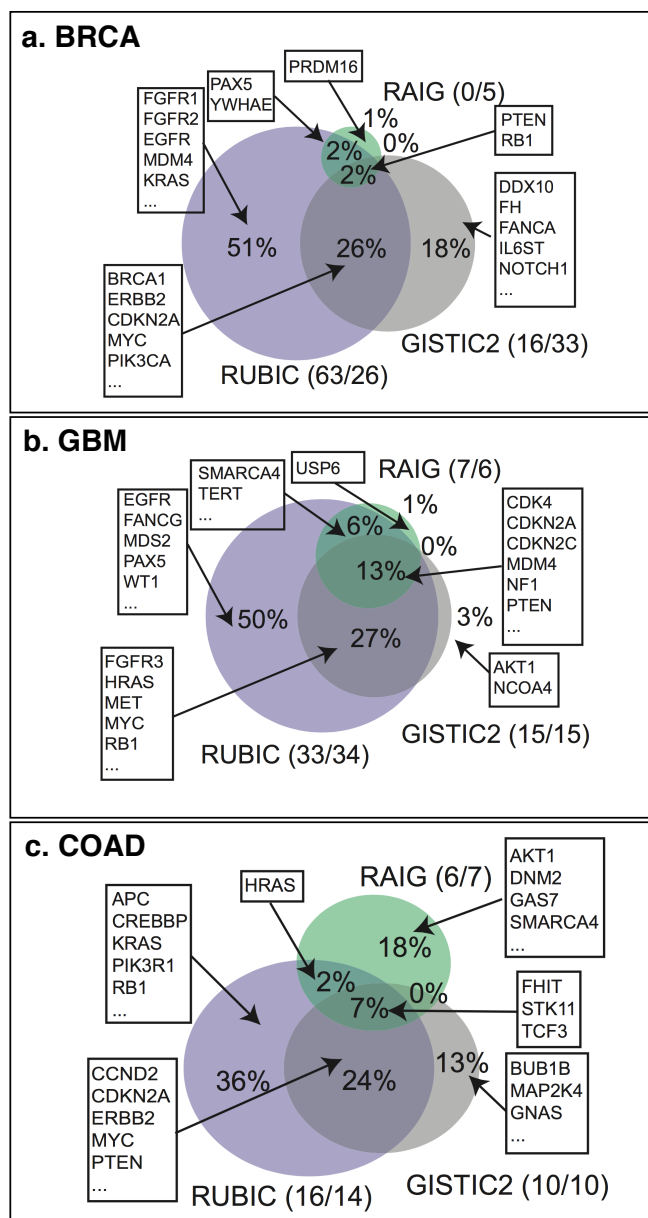 a. BRCA
PRDM16
RAIG (0/5)
PAX5
YWHAE
FGFR1
FGFR2
EGFR
MDM4
KRAS
...
1%
0%
2%
2%
PTEN
RB1
DDX10
FH
FANCA
IL6ST
NOTCH1
...
51%
26%
18%
BRCA1
ERBB2
CDKN2A
MYC
PIK3CA
...
GISTIC2 (16/33)
RUBIC (63/26)
b. GBM
USP6
RAIG (7/6)
SMARCA4
TERT
...
EGFR
FANCG
MDS2
PAX5
WT1
...
1%
6%
0%
13%
CDK4
CDKN2A
CDKN2C
MDM4
NF1
PTEN
...
50%
27%
3%
FGFR3
HRAS
MET
MYC
RB1
...
AKT1
NCOA4
GISTIC2 (15/15)
RUBIC (33/34)
c. COAD
HRAS
RAIG (6/7)
AKT1
DNM2
GAS7
SMARCA4
...
APC
CREBBP
KRAS
PIK3R1
RB1
...
18%
2%
0%
7%
FHIT
STK11
TCF3
36%
24%
13%
BUB1B
MAP2K4
GNAS
...
CCND2
CDKN2A
ERBB2
MYC
PTEN
...
RUBIC (16/14)
GISTIC2 (10/10)